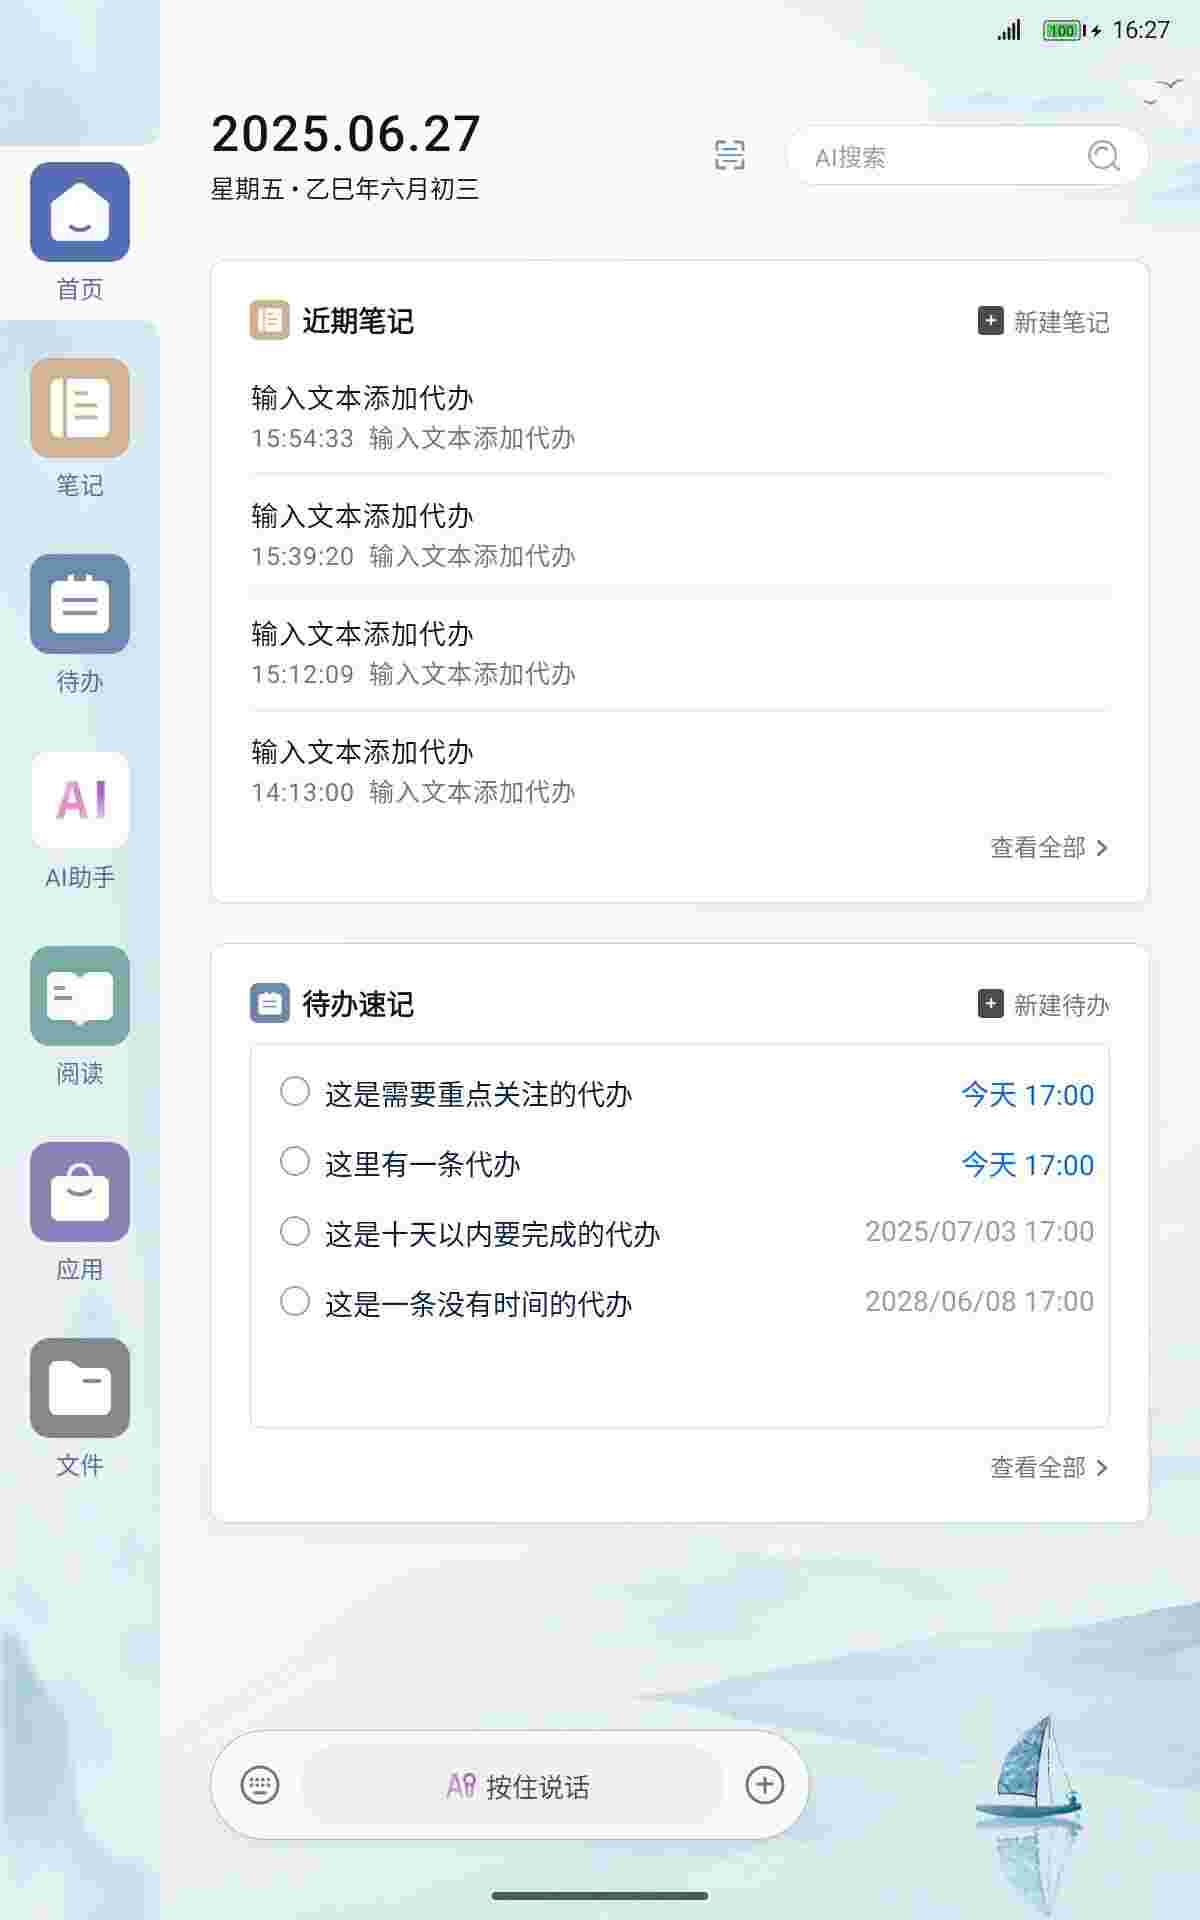 100 16:27
2025.06.27
星期五·乙巳年六月初三
AI搜索
首页
笔记
待办
AI
AI助手
阅读
应用
文件
近期笔记
新建笔记
输入文本添加代办
15:54:33 输入文本添加代办
输入文本添加代办
15:39:20 输入文本添加代办
输入文本添加代办
15:12:09 输入文本添加代办
输入文本添加代办
14:13:00 输入文本添加代办
查看全部
待办速记
新建待办
这是需要重点关注的代办 今天 17:00
这里有一条代办 今天 17:00
这是十天以内要完成的代办 2025/07/03 17:00
这是一条没有时间的代办 2028/06/08 17:00
查看全部
AI 按住说话